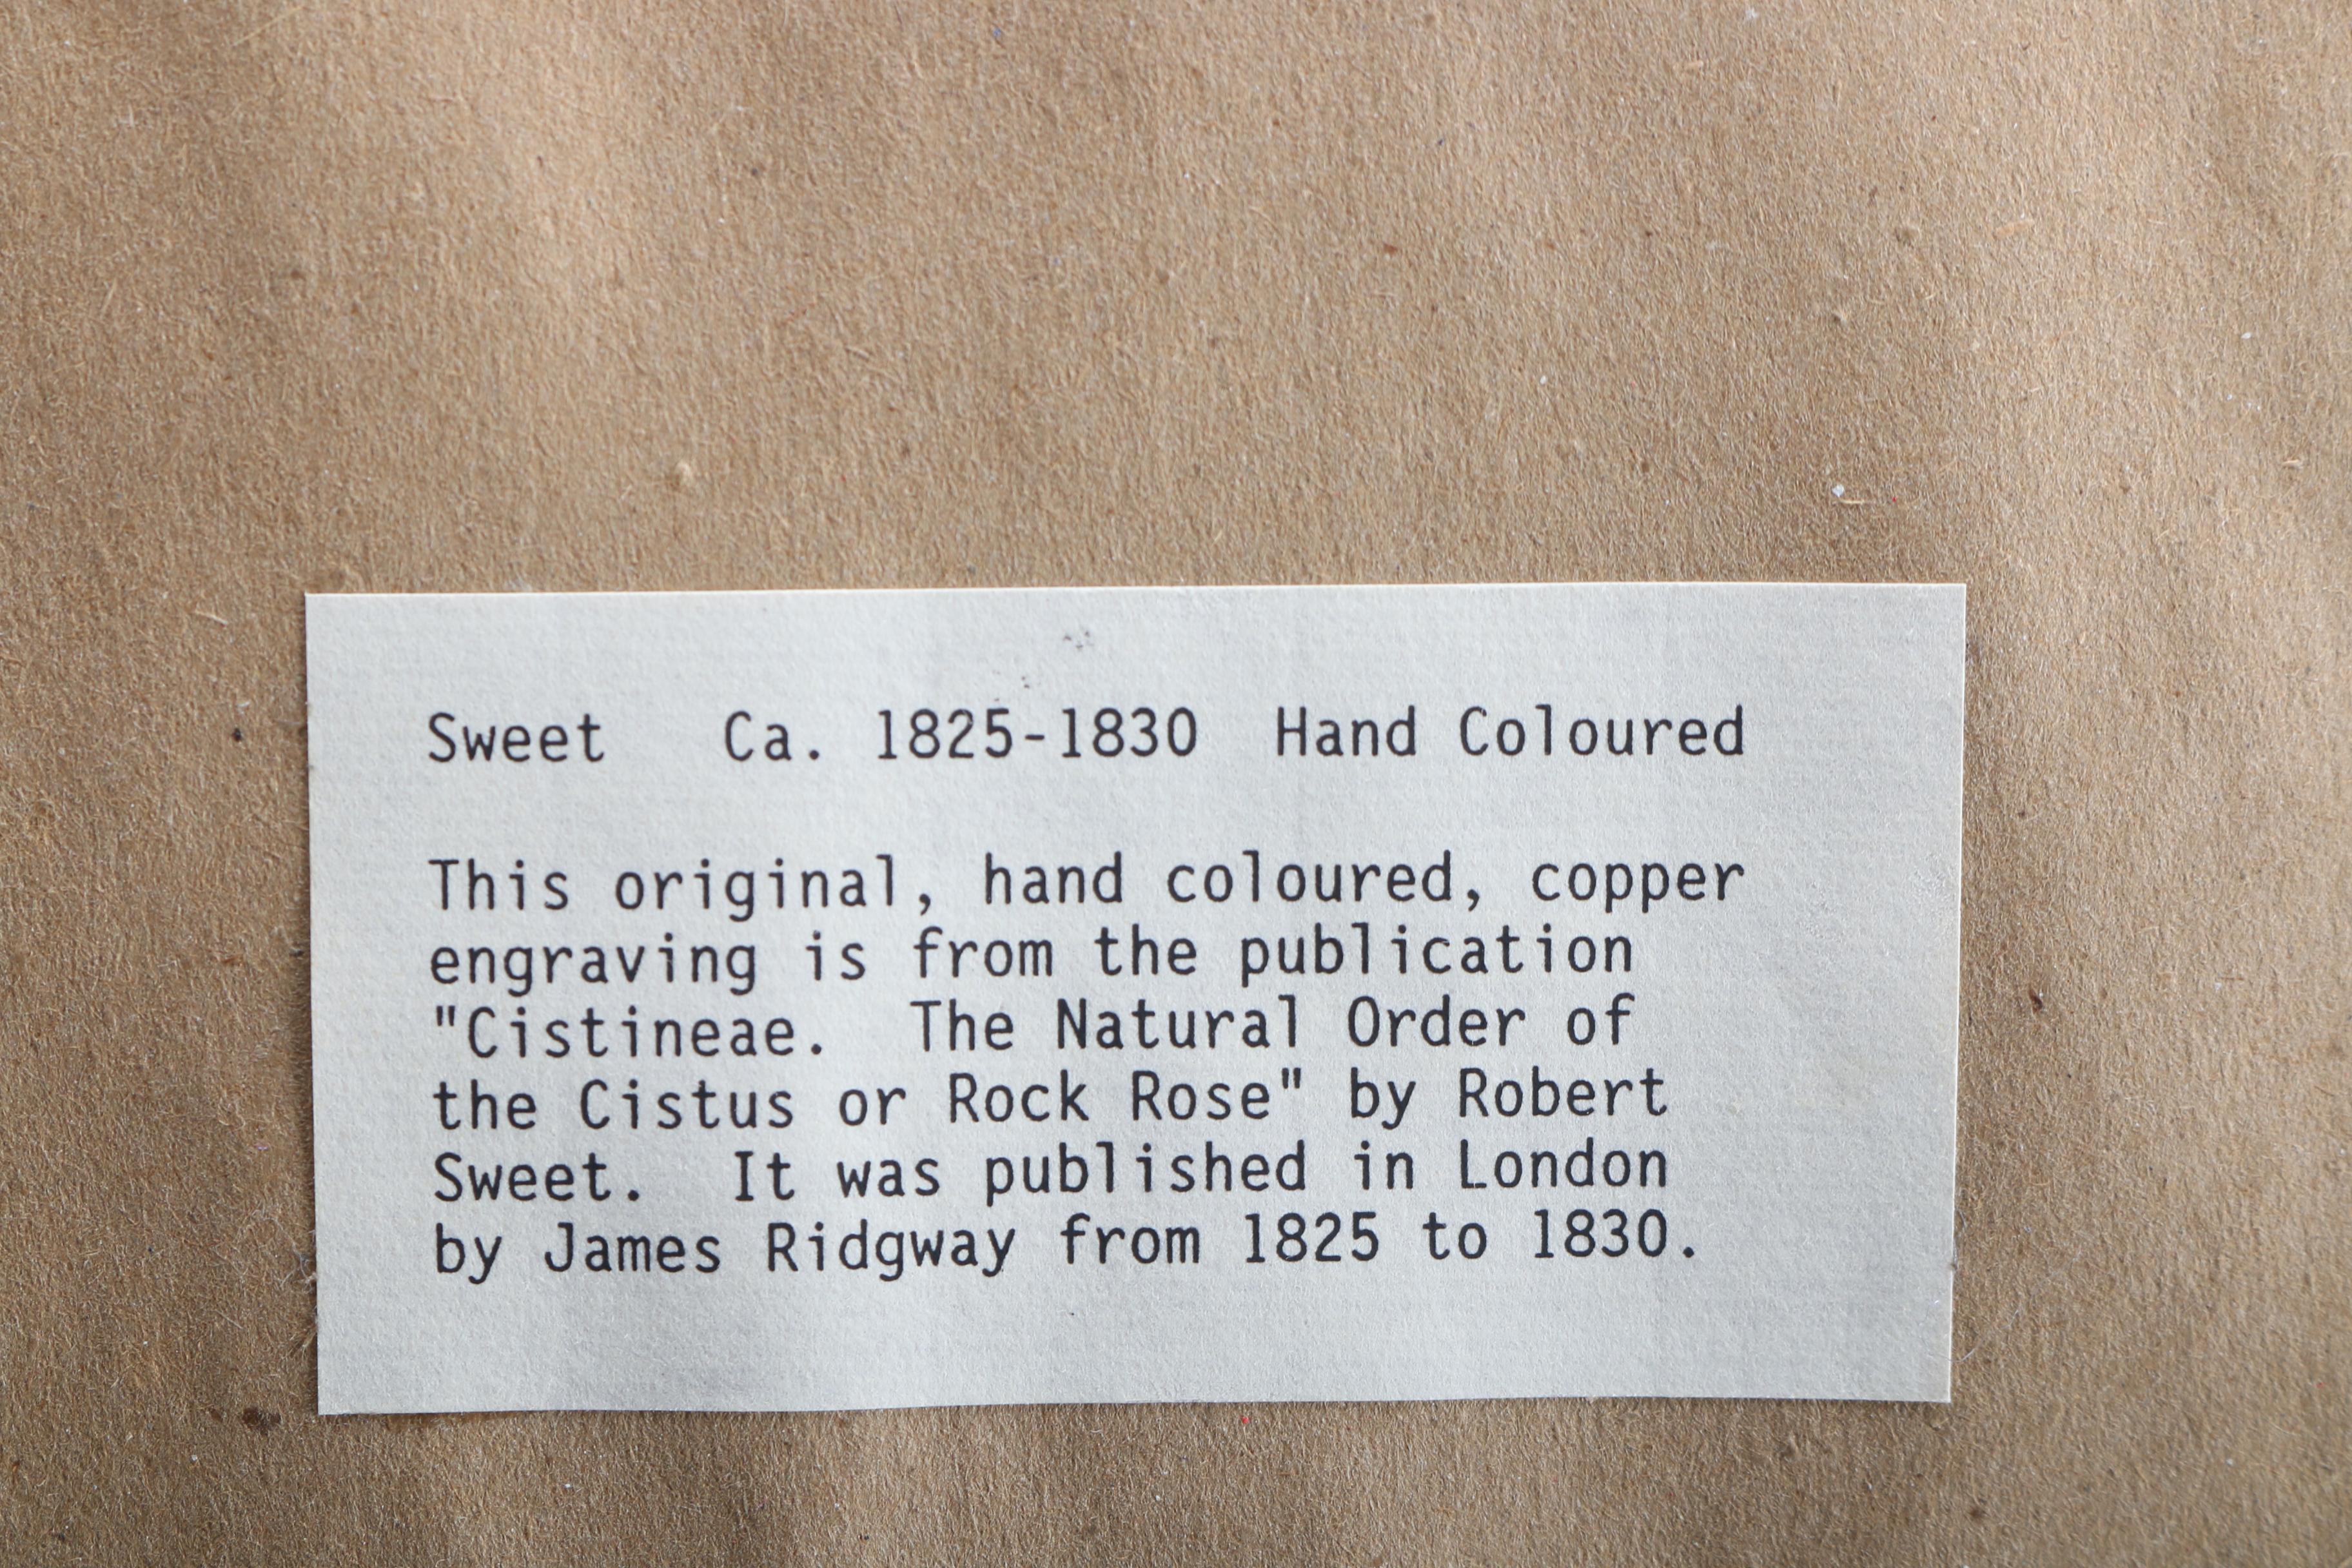 Sweet   Ca. 1825-1830  Hand Coloured
This original, hand coloured, copper
engraving is from the publication
"Cistineae.  The Natural Order of
the Cistus or Rock Rose" by Robert
Sweet.  It was published in London
by James Ridgway from 1825 to 1830.